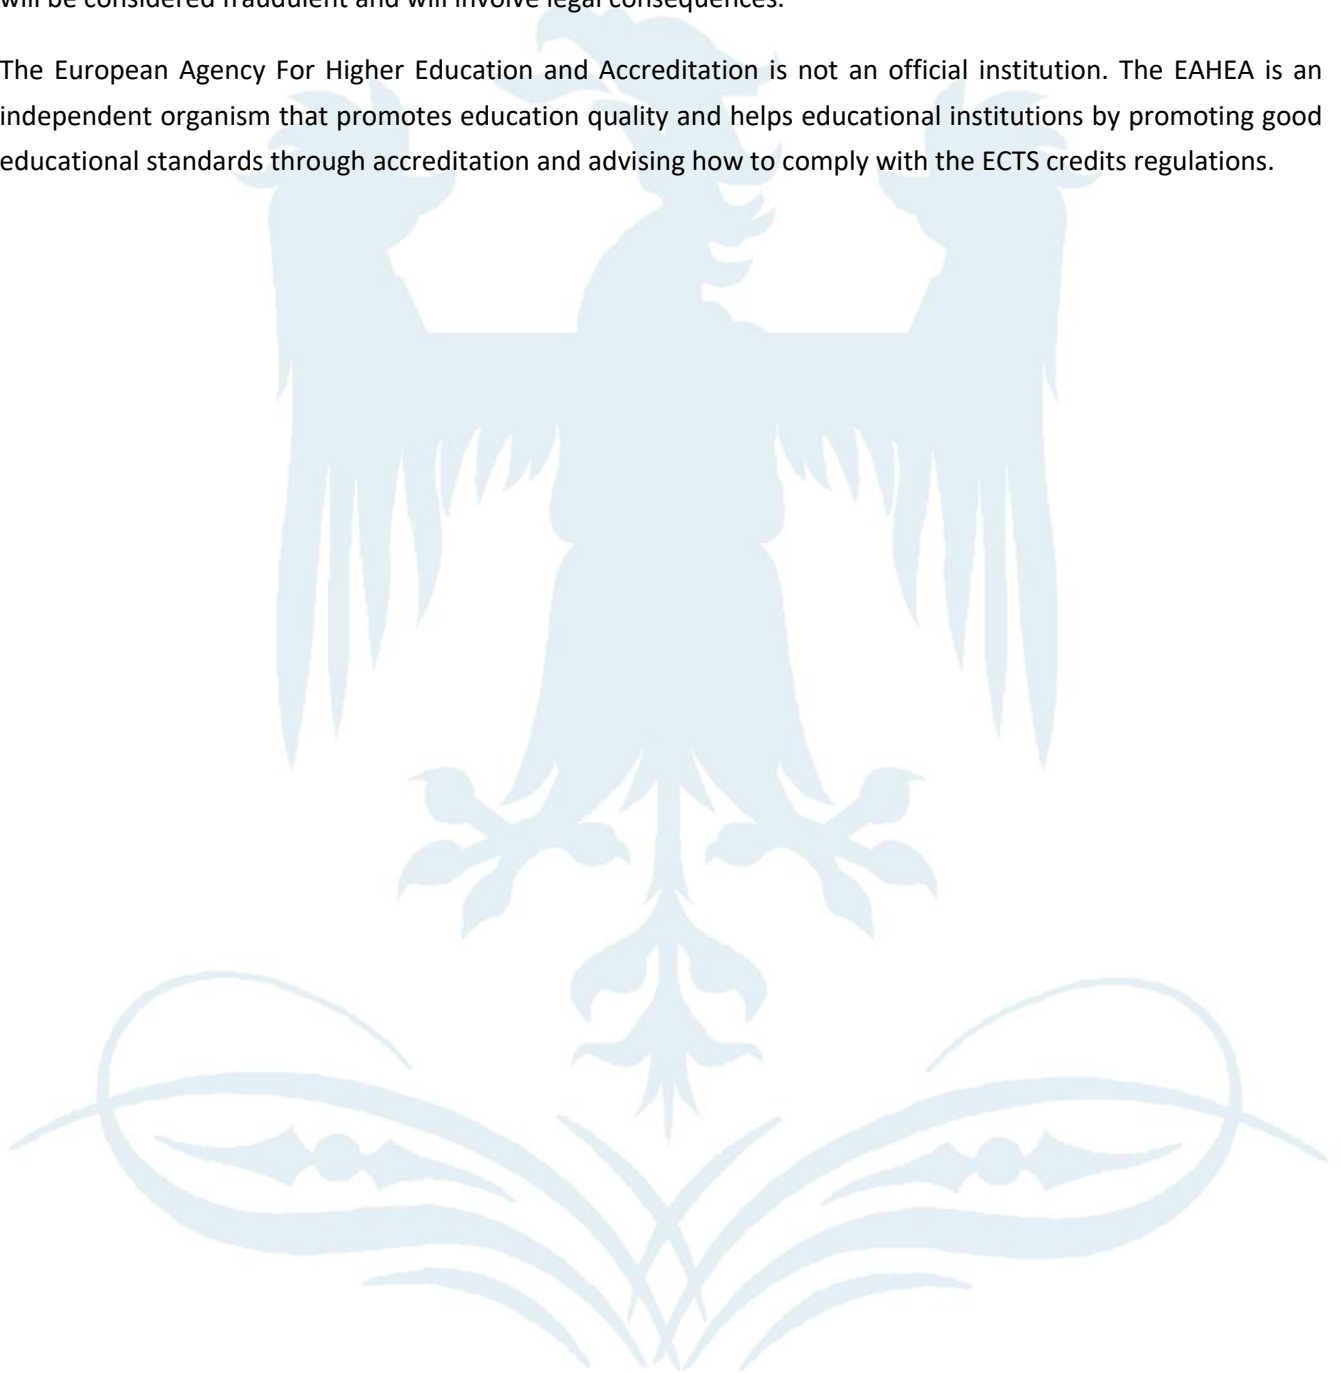 will be considered fraudulent and will involve legal consequences.
The European Agency For Higher Education and Accreditation is not an official institution. The EAHEA is an
independent organism that promotes education quality and helps educational institutions by promoting good
educational standards through accreditation and advising how to comply with the ECTS credits regulations.